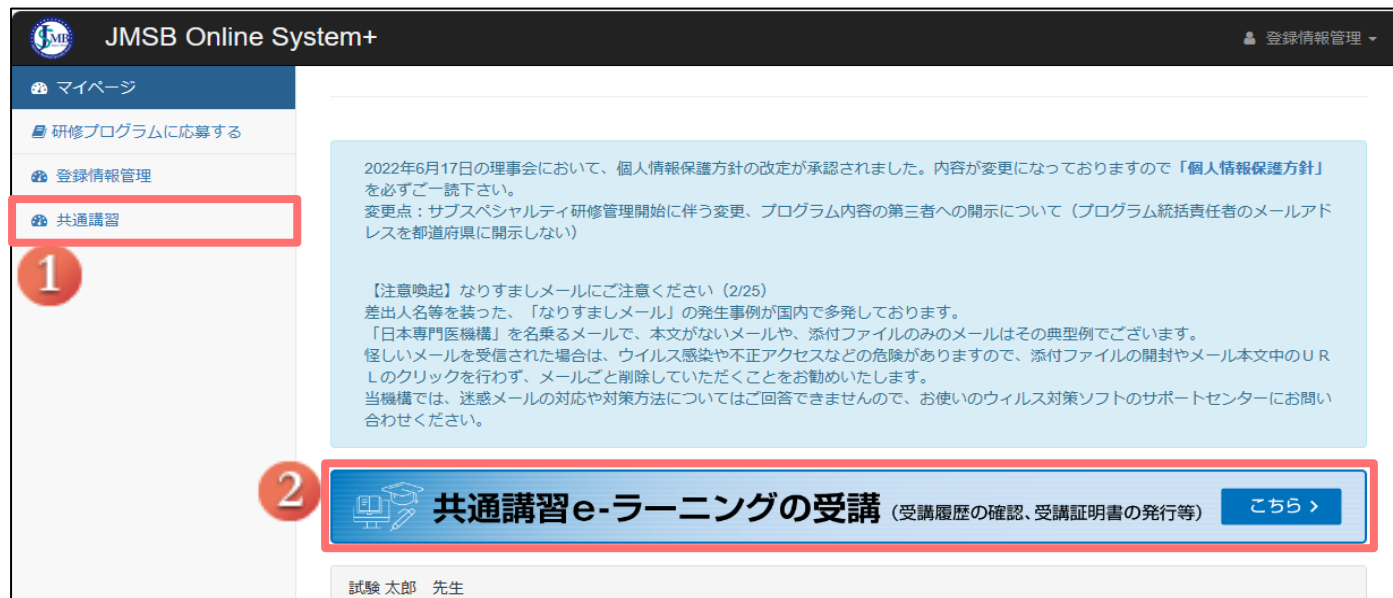 JMB
JMSB Online System+
登録情報管理
マイページ
研修プログラムに応募する
登録情報管理
共通講習
1
2022年6月17日の理事会において、個人情報保護方針の改定が承認されました。内容が変更になっておりますので「個人情報保護方針」
を必ずご一読下さい。
変更点：サブスペシャルティ研修管理開始に伴う変更、プログラム内容の第三者への開示について（プログラム統括責任者のメールアド
レスを都道府県に開示しない）
【注意喚起】なりすましメールにご注意ください（2/25）
差出人名等を装った、「なりすましメール」の発生事例が国内で多発しております。
「日本専門医機構」を名乗るメールで、本文がないメールや、添付ファイルのみのメールはその典型例でございます。
怪しいメールを受信された場合は、ウイルス感染や不正アクセスなどの危険がありますので、添付ファイルの開封やメール本文中のＵＲ
Ｌのクリックを行わず、メールごと削除していただくことをお勧めいたします。
当機構では、迷惑メールの対応や対策方法についてはご回答できませんので、お使いのウィルス対策ソフトのサポートセンターにお問い
合わせください。
2
共通講習e-ラーニングの受講（受講履歴の確認、受講証明書の発行等） こちら
試験 太郎　先生